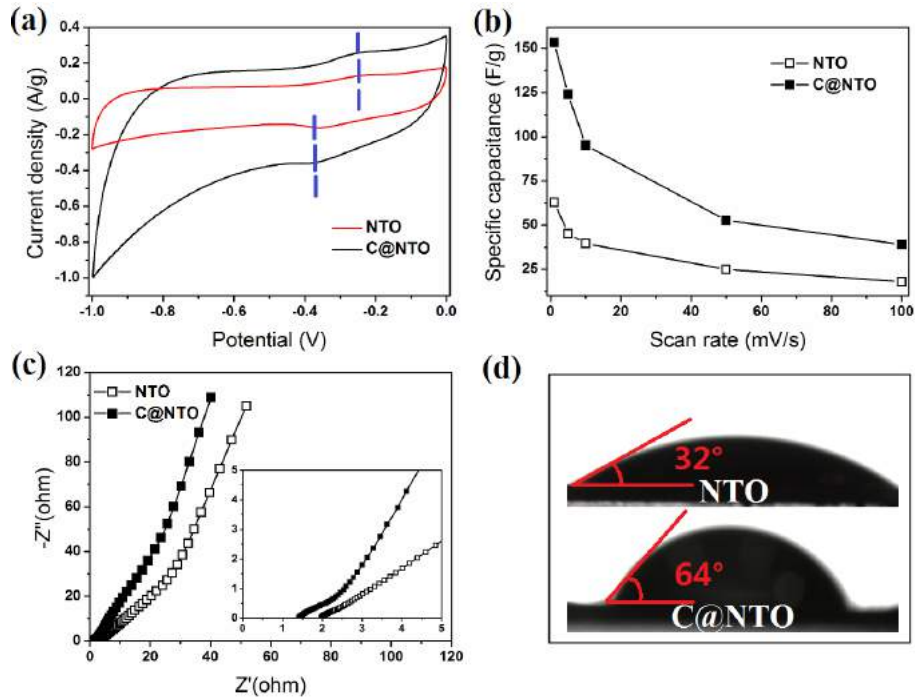 (a)
0.4
0.2
0.0
-0.2
-0.4
-0.6
-0.8
-1.0
Current density (A/g)
NTO
C@NTO
-1.0 -0.8 -0.6 -0.4 -0.2 0.0
Potential (V)
(b)
150
125
100
75
50
25
Specific capacitance (F/g)
NTO
C@NTO
0 20 40 60 80 100
Scan rate (mV/s)
(c)
120
100
80
60
40
20
0
-Z''(ohm)
NTO
C@NTO
5
4
3
2
1
0
0 1 2 3 4 5
0 20 40 60 80 100 120
Z'(ohm)
(d)
32°
NTO
64°
C@NTO